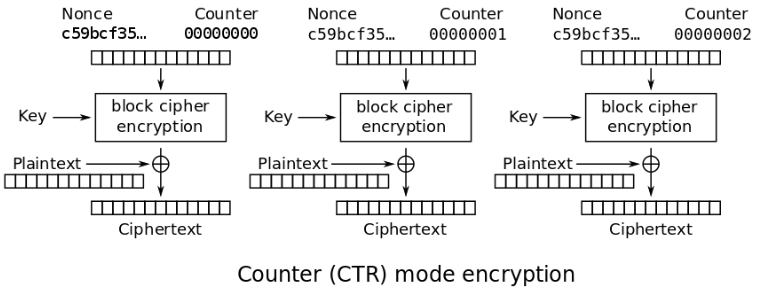 Nonce Counter
c59bcf35… 00000000
Key
block cipher
encryption
Plaintext
Ciphertext
Nonce Counter
c59bcf35… 00000001
Key
block cipher
encryption
Plaintext
Ciphertext
Nonce Counter
c59bcf35… 00000002
Key
block cipher
encryption
Plaintext
Ciphertext
Counter (CTR) mode encryption